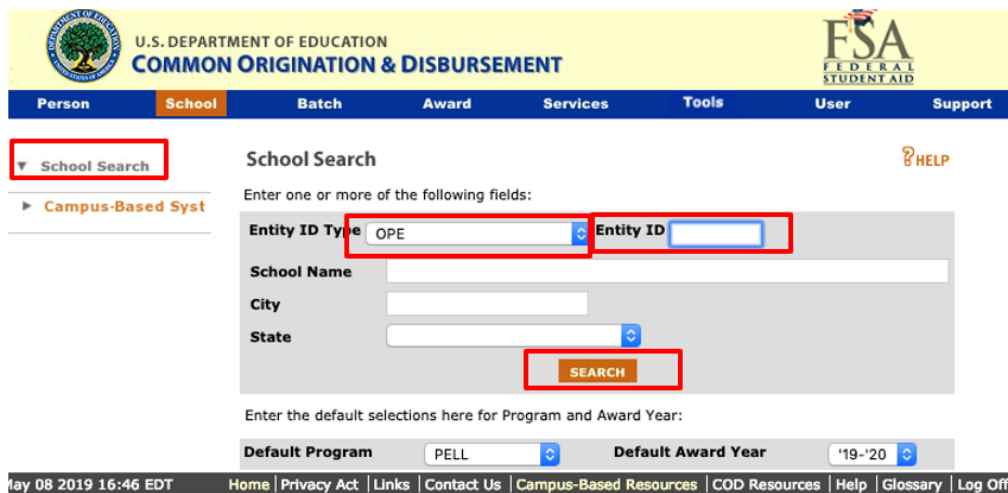 U.S. DEPARTMENT OF EDUCATION
COMMON ORIGINATION & DISBURSEMENT
FSA
FEDERAL
STUDENT AID
Person School Batch Award Services Tools User Support
School Search
Campus-Based Syst
School Search
?HELP
Enter one or more of the following fields:
Entity ID Type OPE Entity ID
School Name
City
State
SEARCH
Enter the default selections here for Program and Award Year:
Default Program PELL Default Award Year '19-'20
May 08 2019 16:46 EDT Home | Privacy Act | Links | Contact Us | Campus-Based Resources | COD Resources | Help | Glossary | Log Off